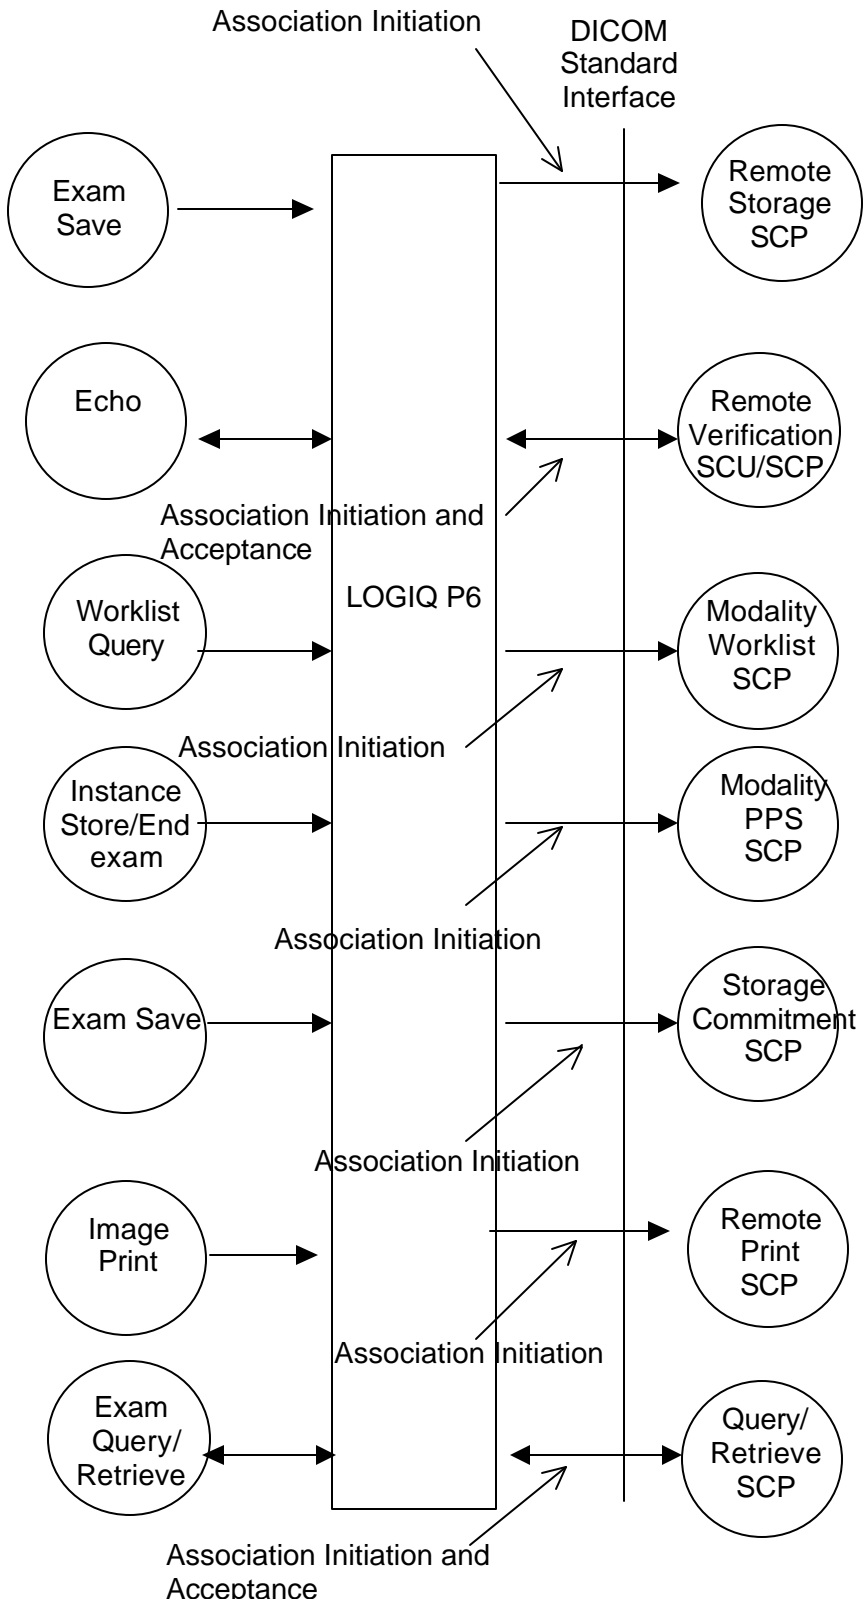 Association Initiation
DICOM
Standard
Interface
Exam
Save
Remote
Storage
SCP
Echo
Remote
Verification
SCU/SCP
Association Initiation and
Acceptance
Worklist
Query
LOGIQ P6
Modality
Worklist
SCP
Association Initiation
Instance
Store/End
exam
Modality
PPS
SCP
Association Initiation
Exam Save
Storage
Commitment
SCP
Association Initiation
Image
Print
Remote
Print
SCP
Association Initiation
Exam
Query/
Retrieve
Query/
Retrieve
SCP
Association Initiation and
Acceptance